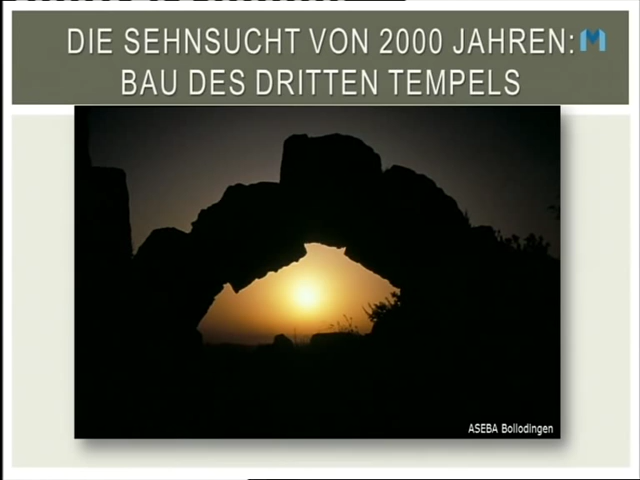 DIE SEHNSUCHT VON 2000 JAHREN:
BAU DES DRITTEN TEMPELS
ASEBA Bollodingen